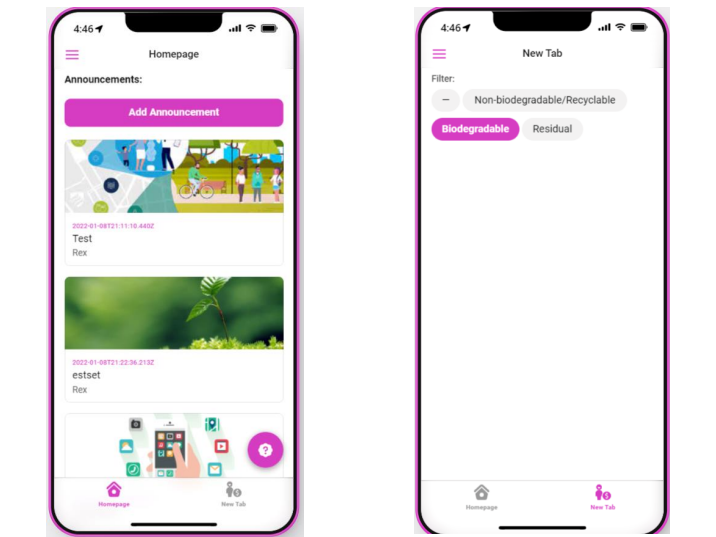 4:46
Homepage
Announcements:
Add Announcement
2022-01-08T21:11:10.440Z
Test
Rex
2022-01-08T21:22:36.213Z
estset
Rex
Homepage
New Tab
4:46
New Tab
Filter:
– Non-biodegradable/Recyclable
Biodegradable Residual
Homepage
New Tab